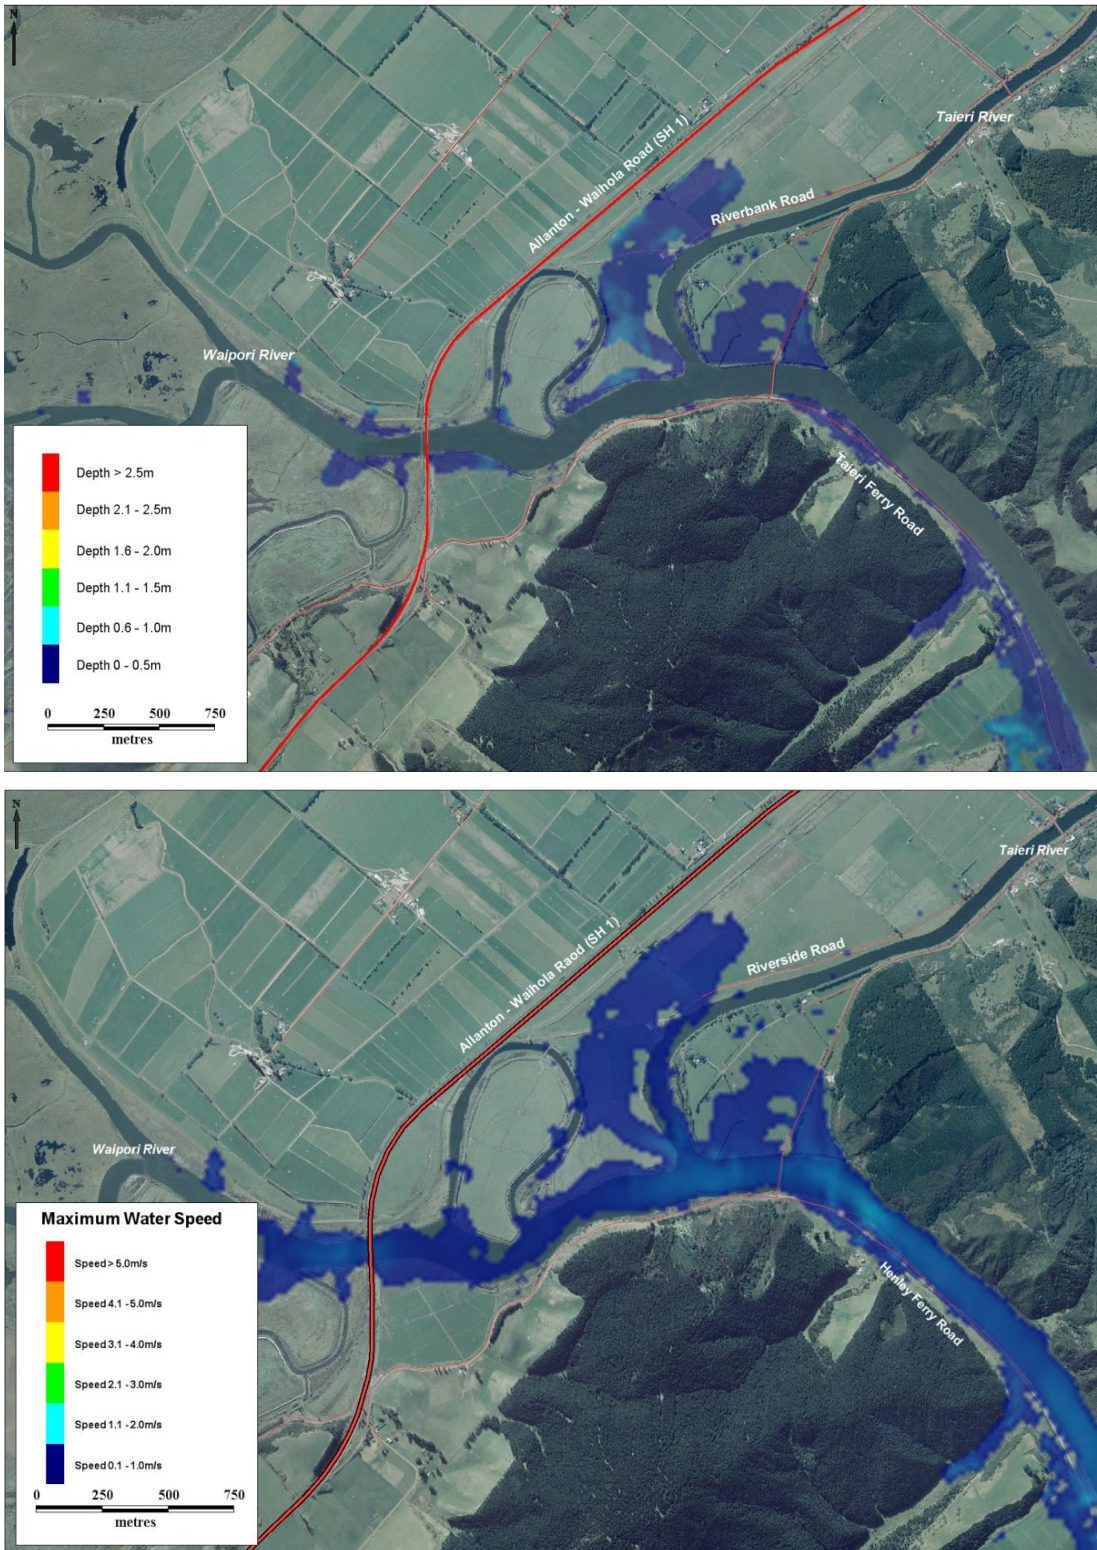 N
Taieri River
Allanton - Waihola Road (SH 1)
Riverbank Road
Waipori River
Taieri Ferry Road
Depth > 2.5m
Depth 2.1 - 2.5m
Depth 1.6 - 2.0m
Depth 1.1 - 1.5m
Depth 0.6 - 1.0m
Depth 0 - 0.5m
0 250 500 750
metres
N
Taieri River
Allanton - Waihola Raod (SH 1)
Riverside Road
Waipori River
Henley Ferry Road
Maximum Water Speed
Speed > 5.0m/s
Speed 4.1 - 5.0m/s
Speed 3.1 - 4.0m/s
Speed 2.1 - 3.0m/s
Speed 1.1 - 2.0m/s
Speed 0.1 - 1.0m/s
0 250 500 750
metres